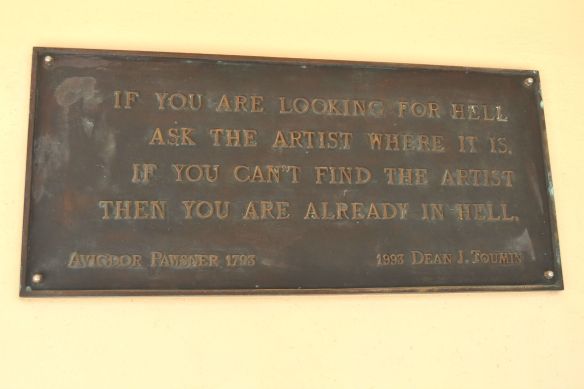 IF YOU ARE LOOKING FOR HELL
ASK THE ARTIST WHERE IT IS.
IF YOU CAN'T FIND THE ARTIST
THEN YOU ARE ALREADY IN HELL.
AVIGDOR PAWSNER 1793 1993 DEAN J. TOUMIN